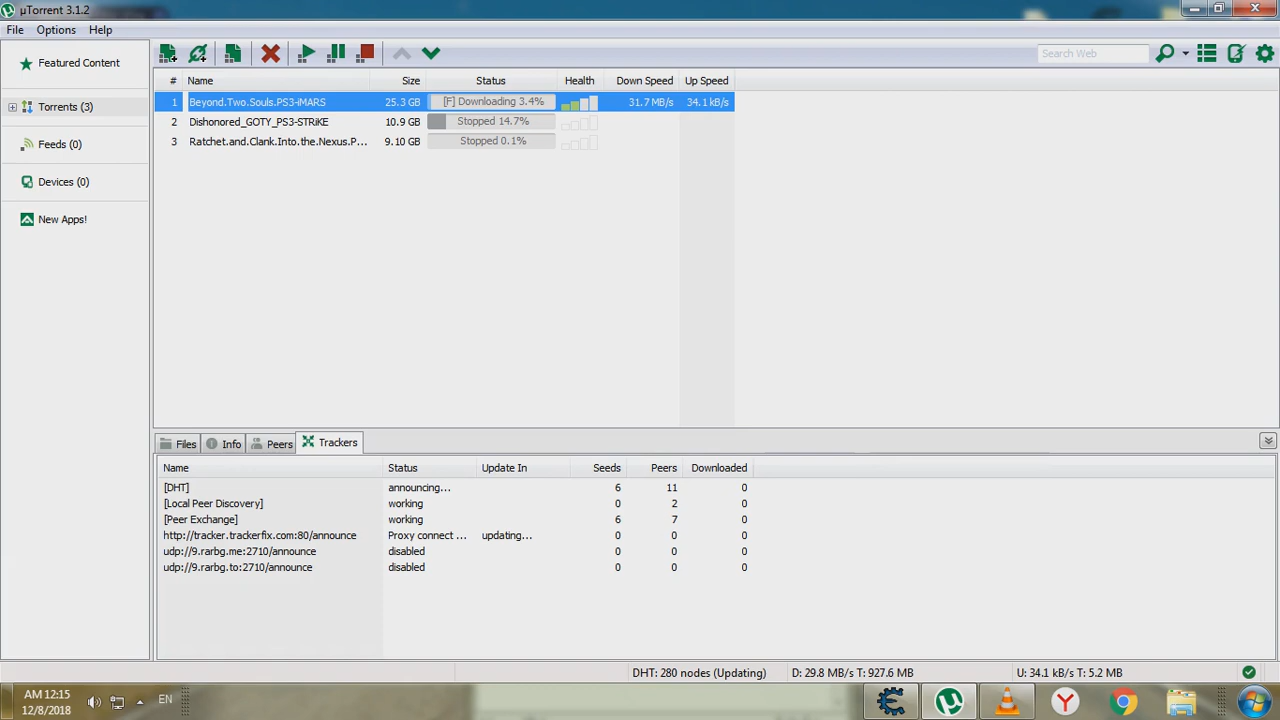 µTorrent 3.1.2
File Options Help
Featured Content
Torrents (3)
Feeds (0)
Devices (0)
New Apps!
Search Web
# Name Size Status Health Down Speed Up Speed
1 Beyond.Two.Souls.PS3-iMARS 25.3 GB [F] Downloading 3.4% 31.7 MB/s 34.1 kB/s
2 Dishonored_GOTY_PS3-STRiKE 10.9 GB Stopped 14.7%
3 Ratchet.and.Clank.Into.the.Nexus.P... 9.10 GB Stopped 0.1%
Files Info Peers Trackers
Name Status Update In Seeds Peers Downloaded
[DHT] announcing... 6 11 0
[Local Peer Discovery] working 0 2 0
[Peer Exchange] working 6 7 0
http://tracker.trackerfix.com:80/announce Proxy connect ... updating... 0 0 0
udp://9.rarbg.me:2710/announce disabled 0 0 0
udp://9.rarbg.to:2710/announce disabled 0 0 0
DHT: 280 nodes (Updating) D: 29.8 MB/s T: 927.6 MB U: 34.1 kB/s T: 5.2 MB
AM 12:15
12/8/2018
EN